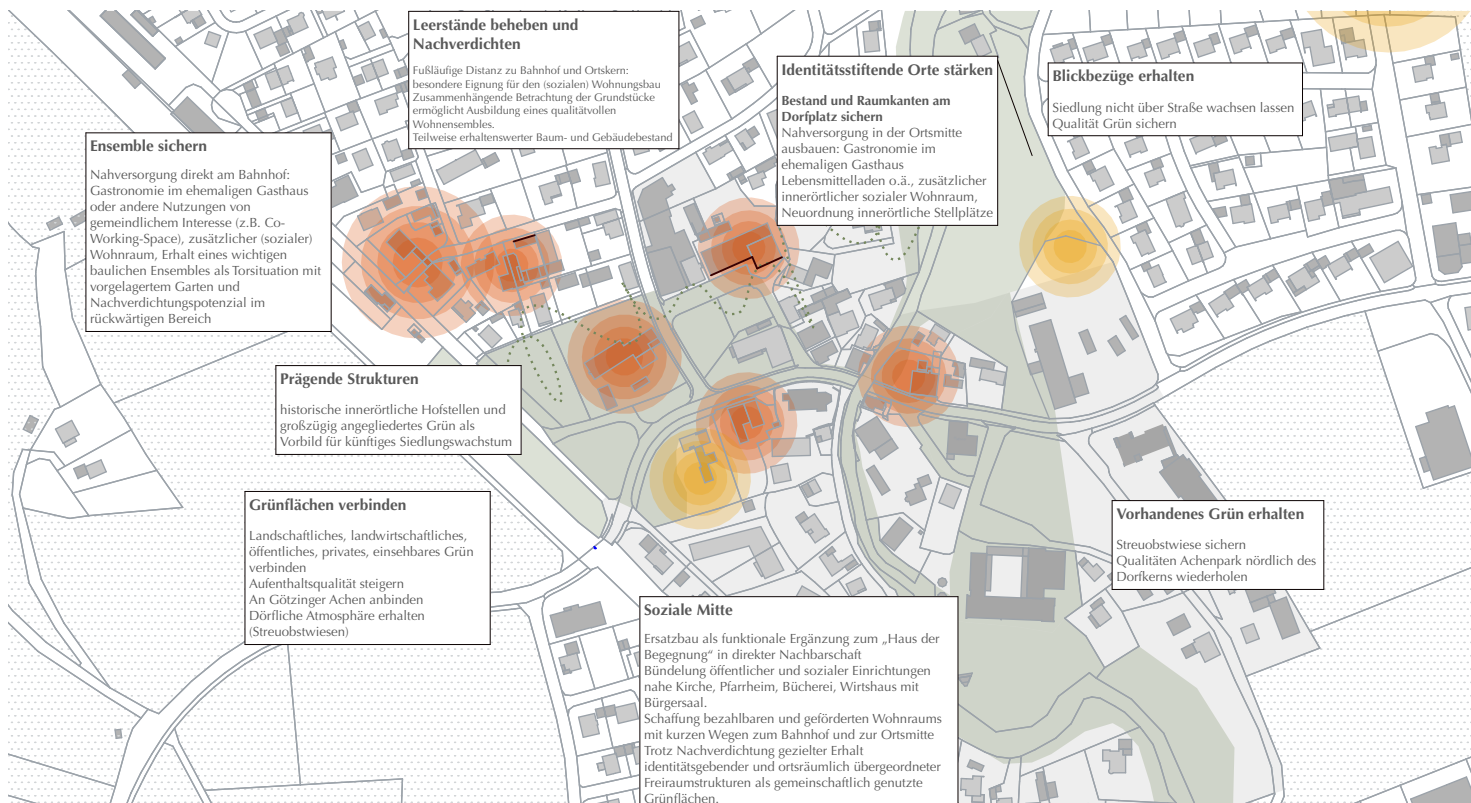 Leerstände beheben und
Nachverdichten
Fußläufige Distanz zu Bahnhof und Ortskern:
besondere Eignung für den (sozialen) Wohnungsbau
Zusammenhängende Betrachtung der Grundstücke
ermöglicht Ausbildung eines qualitätvollen
Wohnensembles.
Teilweise erhaltenswerter Baum- und Gebäudebestand
Identitätsstiftende Orte stärken
Bestand und Raumkanten am
Dorfplatz sichern
Nahversorgung in der Ortsmitte
ausbauen: Gastronomie im
ehemaligen Gasthaus
Lebensmittelladen o.ä., zusätzlicher
innerörtlicher sozialer Wohnraum,
Neuordnung innerörtliche Stellplätze
Blickbezüge erhalten
Siedlung nicht über Straße wachsen lassen
Qualität Grün sichern
Ensemble sichern
Nahversorgung direkt am Bahnhof:
Gastronomie im ehemaligen Gasthaus
oder andere Nutzungen von
gemeindlichem Interesse (z.B. Co-
Working-Space), zusätzlicher (sozialer)
Wohnraum, Erhalt eines wichtigen
baulichen Ensembles als Torsituation mit
vorgelagertem Garten und
Nachverdichtungspotenzial im
rückwärtigen Bereich
Prägende Strukturen
historische innerörtliche Hofstellen und
großzügig angegliedertes Grün als
Vorbild für künftiges Siedlungswachstum
Grünflächen verbinden
Landschaftliches, landwirtschaftliches,
öffentliches, privates, einsehbares Grün
verbinden
Aufenthaltsqualität steigern
An Götzinger Achen anbinden
Dörfliche Atmosphäre erhalten
(Streuobstwiesen)
Vorhandenes Grün erhalten
Streuobstwiese sichern
Qualitäten Achenpark nördlich des
Dorfkerns wiederholen
Soziale Mitte
Ersatzbau als funktionale Ergänzung zum „Haus der
Begegnung“ in direkter Nachbarschaft
Bündelung öffentlicher und sozialer Einrichtungen
nahe Kirche, Pfarrheim, Bücherei, Wirtshaus mit
Bürgersaal.
Schaffung bezahlbaren und geförderten Wohnraums
mit kurzen Wegen zum Bahnhof und zur Ortsmitte
Trotz Nachverdichtung gezielter Erhalt
identitätsgebender und ortsräumlich übergeordneter
Freiraumstrukturen als gemeinschaftlich genutzte
Grünflächen.